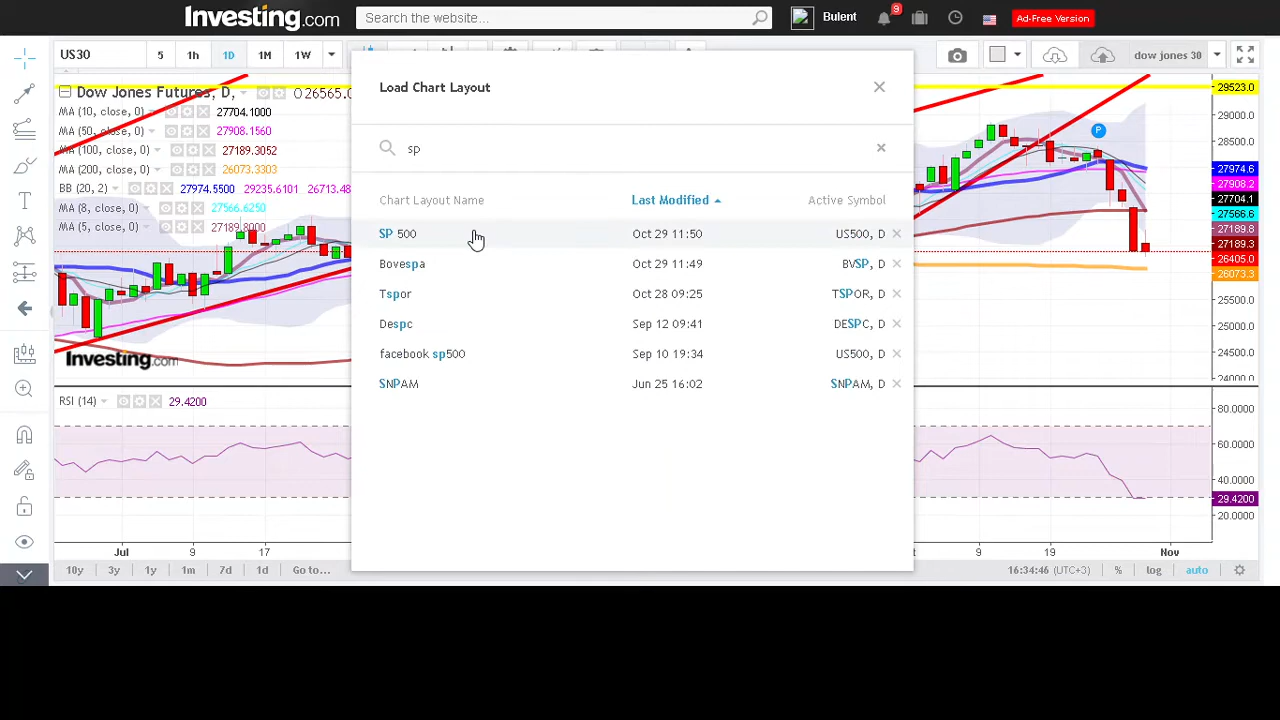 Investing.com
Search the website...
Bulent
9
Ad-Free Version
US30
5
1h
1D
1M
1W
dow jones 30
Load Chart Layout
sp
Chart Layout Name
Last Modified
Active Symbol
SP 500
Oct 29 11:50
US500, D
Bovespa
Oct 29 11:49
BVSP, D
Tspor
Oct 28 09:25
TSPOR, D
Despc
Sep 12 09:41
DESPC, D
facebook sp500
Sep 10 19:34
US500, D
SNPAM
Jun 25 16:02
SNPAM, D
Dow Jones Futures, D,
O26565.0
MA (10, close, 0)
27704.1000
MA (50, close, 0)
27908.1560
MA (100, close, 0)
27189.3052
MA (200, close, 0)
26073.3303
BB (20, 2)
27974.5500
29235.6101
26713.48
MA (8, close, 0)
27566.6250
MA (5, close, 0)
27189.8000
Investing.com
RSI (14)
29.4200
P
29523.0
29000.0
28500.0
27974.6
27908.2
27704.1
27566.6
27189.8
27189.3
26405.0
26073.3
25500.0
25000.0
24500.0
24000.0
80.0000
60.0000
40.0000
29.4200
20.0000
Jul
9
17
9
19
Nov
10y
3y
1y
1m
7d
1d
Go to...
16:34:46 (UTC+3)
%
log
auto